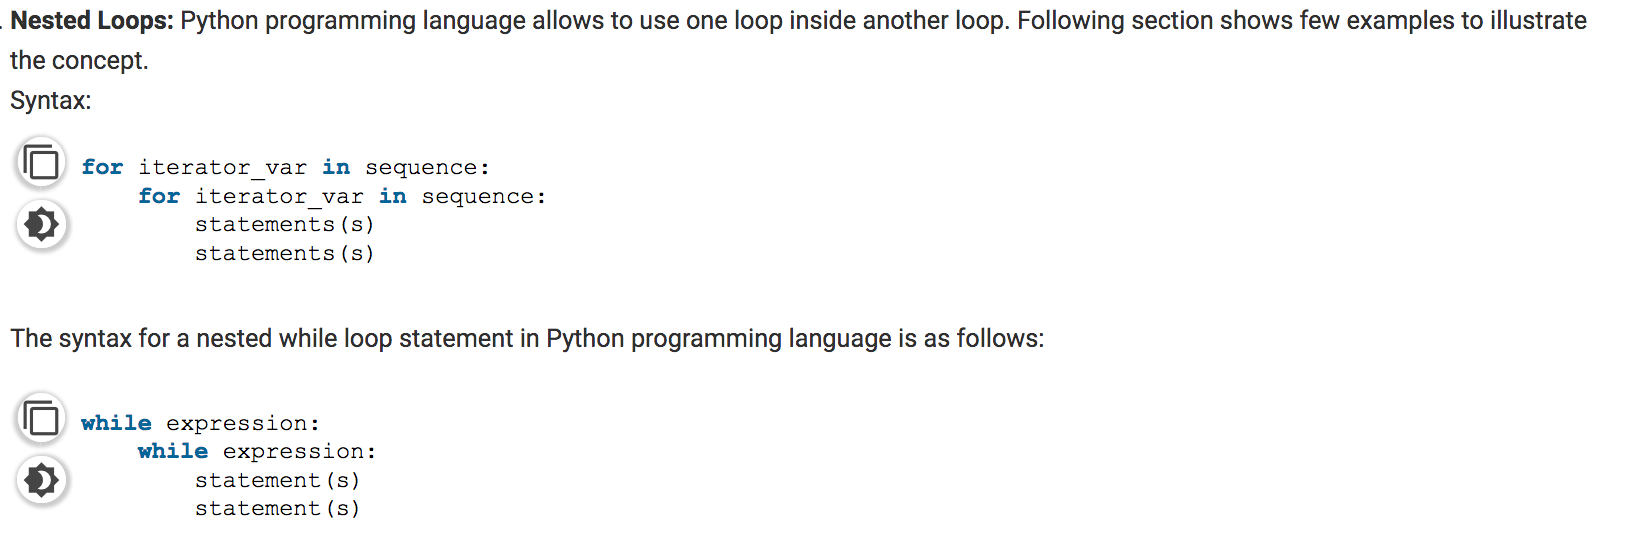 . Nested Loops: Python programming language allows to use one loop inside another loop. Following section shows few examples to illustrate
the concept.
Syntax:
for iterator_var in sequence:
    for iterator_var in sequence:
        statements(s)
        statements(s)
The syntax for a nested while loop statement in Python programming language is as follows:
while expression:
    while expression:
        statement(s)
        statement(s)